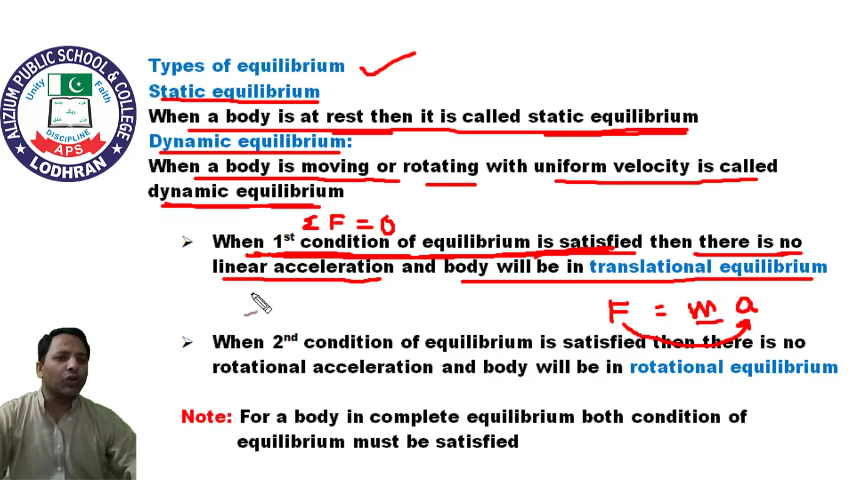 ALIZIUM PUBLIC SCHOOL & COLLEGE
Unity
Faith
DISCIPLINE
APS
LODHRAN
Types of equilibrium
Static equilibrium
When a body is at rest then it is called static equilibrium
Dynamic equilibrium:
When a body is moving or rotating with uniform velocity is called
dynamic equilibrium
Σ F = 0
When 1st condition of equilibrium is satisfied then there is no
linear acceleration and body will be in translational equilibrium
F = m a
When 2nd condition of equilibrium is satisfied then there is no
rotational acceleration and body will be in rotational equilibrium
Note: For a body in complete equilibrium both condition of
equilibrium must be satisfied